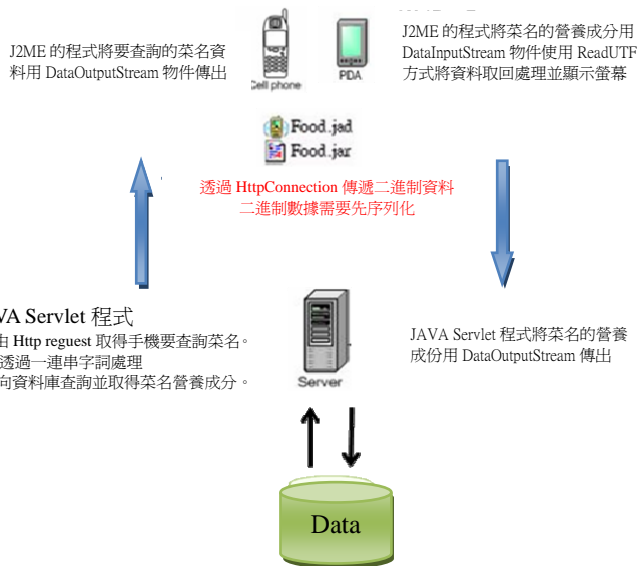 J2ME 的程式將要查詢的菜名資
料用 DataOutputStream 物件傳出
Cell phone
PDA
J2ME 的程式將菜名的營養成分用
DataInputStream 物件使用 ReadUTF
方式將資料取回處理並顯示螢幕
Food.jad
Food.jar
透過 HttpConnection 傳遞二進制資料
二進制數據需要先序列化
VA Servlet 程式
由 Http reguest 取得手機要查詢菜名。
透過一連串字詞處理
向資料庫查詢並取得菜名營養成分。
Server
JAVA Servlet 程式將菜名的營養
成份用 DataOutputStream 傳出
Data